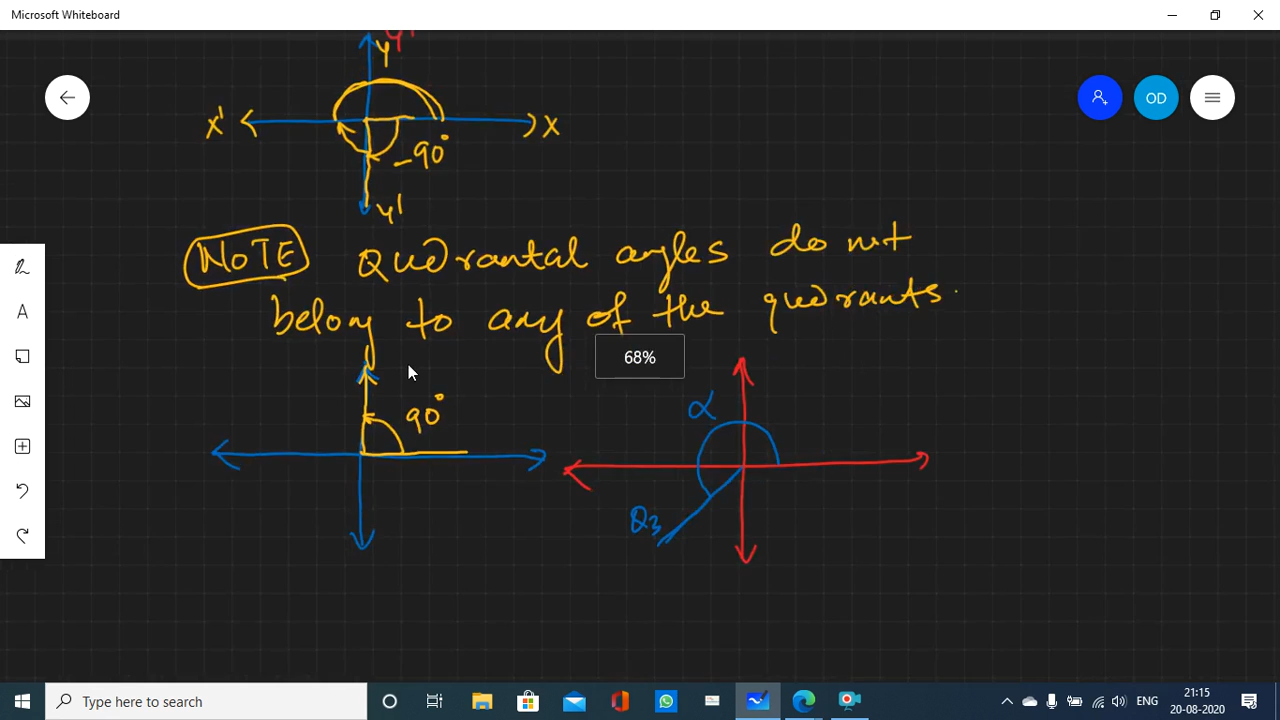 Microsoft Whiteboard
y y'
x' x
-90°
y'
NOTE Quadrantal angles do not
belong to any of the quadrants.
68%
90°
α
Q3
OD
A
Type here to search
ENG
21:15
20-08-2020